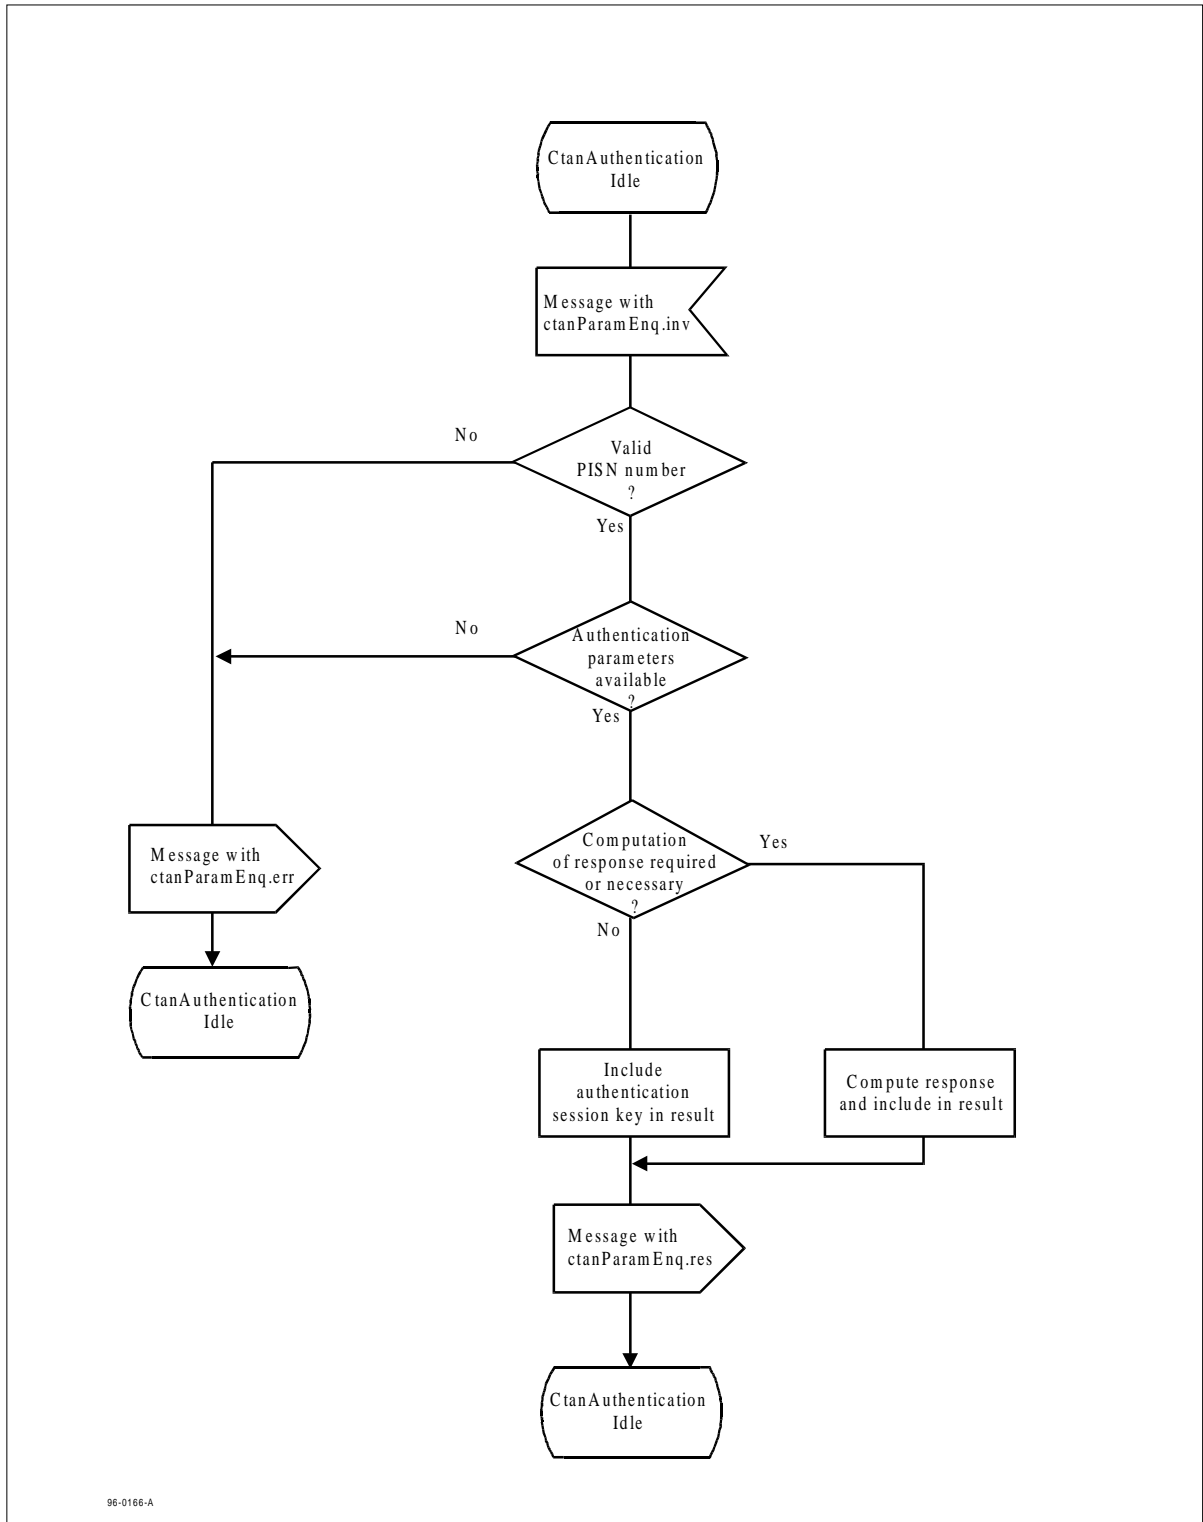 CtanAuthentication
Idle
Message with
ctanParamEnq.inv
No
Valid
PISN number
?
Yes
No
Authentication
parameters
available
?
Yes
Computation
of response required
or necessary
?
Yes
No
Message with
ctanParamEnq.err
CtanAuthentication
Idle
Include
authentication
session key in result
Compute response
and include in result
Message with
ctanParamEnq.res
CtanAuthentication
Idle
96-0166-A